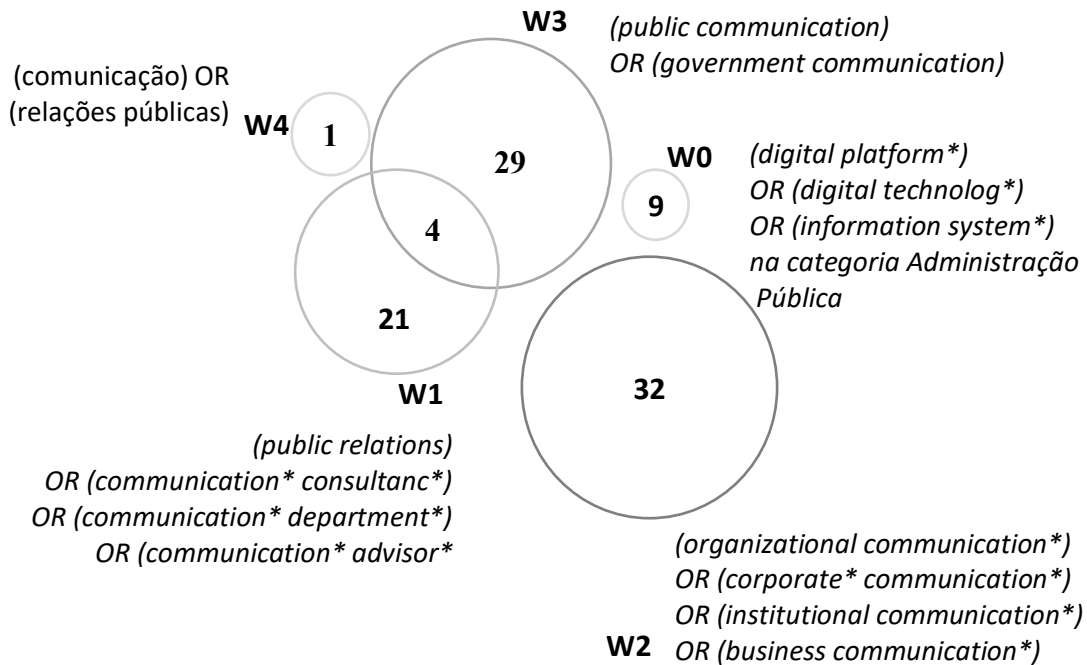 W3
(public communication)
OR (government communication)
(comunicação) OR
(relações públicas)
W4
1
29
W0
9
(digital platform*)
OR (digital technolog*)
OR (information system*)
na categoria Administração
Pública
4
21
W1
32
(public relations)
OR (communication* consultanc*)
OR (communication* department*)
OR (communication* advisor*
(organizational communication*)
OR (corporate* communication*)
OR (institutional communication*)
W2
OR (business communication*)